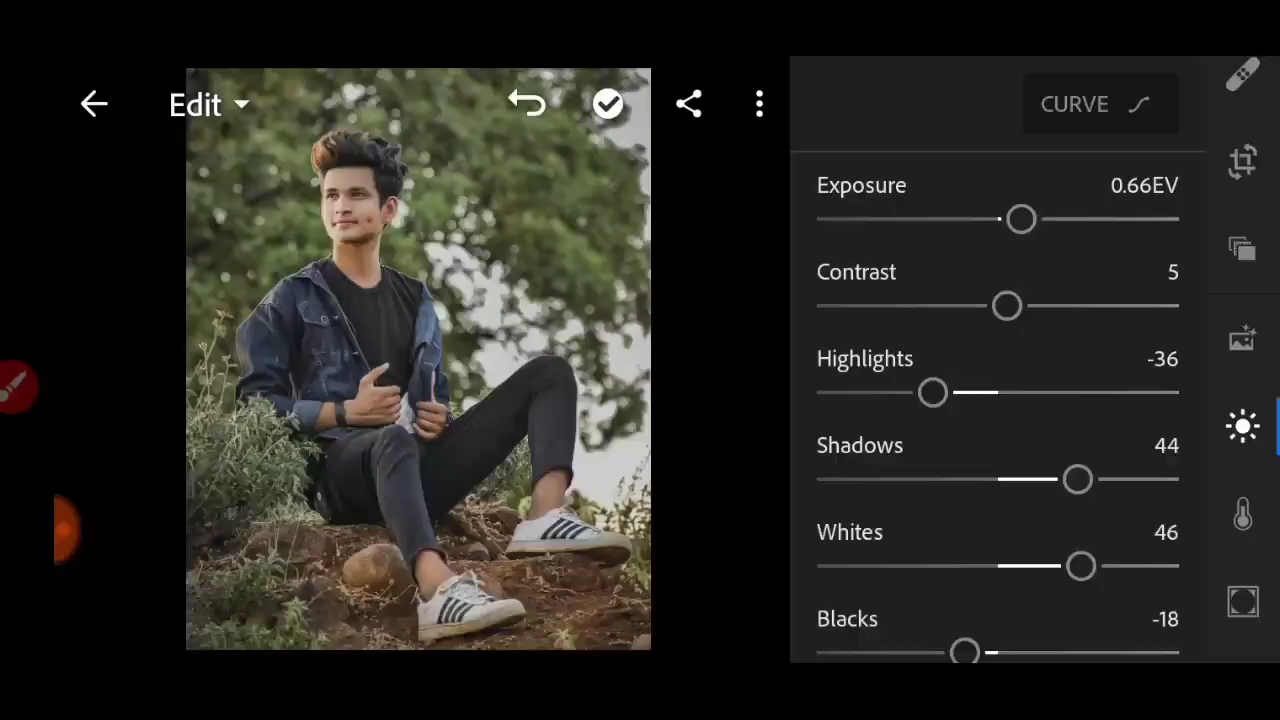 Edit
CURVE
Exposure 0.66EV
Contrast 5
Highlights -36
Shadows 44
Whites 46
Blacks -18